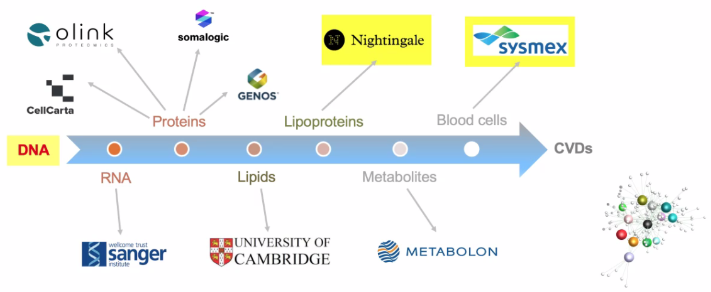 olink
PROTEOMICS
somalogic
CellCarta
GENOS
Nightingale
sysmex
Proteins
Lipoproteins
Blood cells
DNA
CVDs
RNA
Lipids
Metabolites
welcome trust
sanger
institute
UNIVERSITY OF
CAMBRIDGE
METABOLON